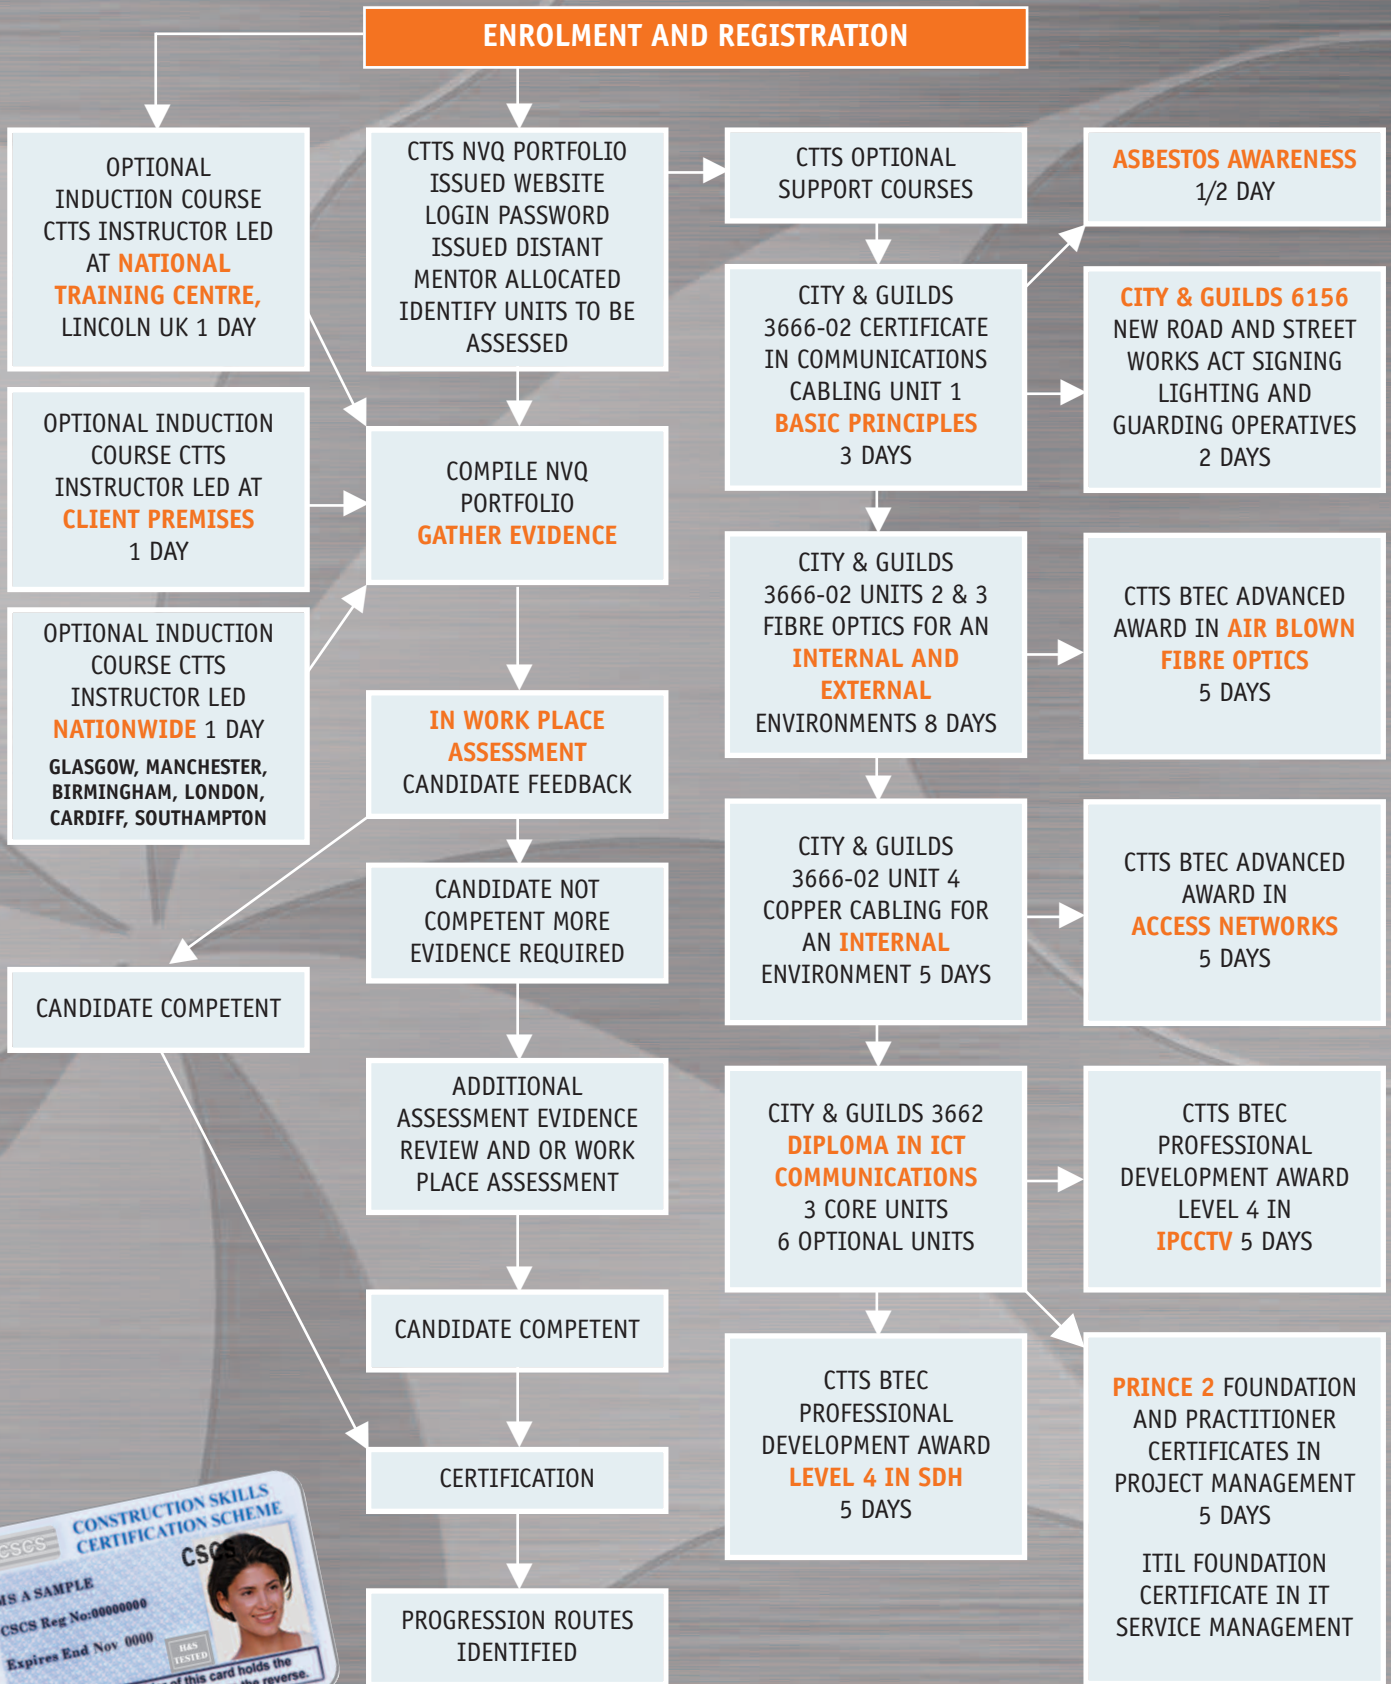 ENROLMENT AND REGISTRATION
OPTIONAL
INDUCTION COURSE
CTTS INSTRUCTOR LED
AT NATIONAL
TRAINING CENTRE,
LINCOLN UK 1 DAY
OPTIONAL INDUCTION
COURSE CTTS
INSTRUCTOR LED AT
CLIENT PREMISES
1 DAY
OPTIONAL INDUCTION
COURSE CTTS
INSTRUCTOR LED
NATIONWIDE 1 DAY
GLASGOW, MANCHESTER,
BIRMINGHAM, LONDON,
CARDIFF, SOUTHAMPTON
CANDIDATE COMPETENT
CTTS NVQ PORTFOLIO
ISSUED WEBSITE
LOGIN PASSWORD
ISSUED DISTANT
MENTOR ALLOCATED
IDENTIFY UNITS TO BE
ASSESSED
COMPILE NVQ
PORTFOLIO
GATHER EVIDENCE
IN WORK PLACE
ASSESSMENT
CANDIDATE FEEDBACK
CANDIDATE NOT
COMPETENT MORE
EVIDENCE REQUIRED
ADDITIONAL
ASSESSMENT EVIDENCE
REVIEW AND OR WORK
PLACE ASSESSMENT
CANDIDATE COMPETENT
CERTIFICATION
PROGRESSION ROUTES
IDENTIFIED
CTTS OPTIONAL
SUPPORT COURSES
CITY & GUILDS
3666-02 CERTIFICATE
IN COMMUNICATIONS
CABLING UNIT 1
BASIC PRINCIPLES
3 DAYS
CITY & GUILDS
3666-02 UNITS 2 & 3
FIBRE OPTICS FOR AN
INTERNAL AND
EXTERNAL
ENVIRONMENTS 8 DAYS
CITY & GUILDS
3666-02 UNIT 4
COPPER CABLING FOR
AN INTERNAL
ENVIRONMENT 5 DAYS
CITY & GUILDS 3662
DIPLOMA IN ICT
COMMUNICATIONS
3 CORE UNITS
6 OPTIONAL UNITS
CTTS BTEC
PROFESSIONAL
DEVELOPMENT AWARD
LEVEL 4 IN SDH
5 DAYS
ASBESTOS AWARENESS
1/2 DAY
CITY & GUILDS 6156
NEW ROAD AND STREET
WORKS ACT SIGNING
LIGHTING AND
GUARDING OPERATIVES
2 DAYS
CTTS BTEC ADVANCED
AWARD IN AIR BLOWN
FIBRE OPTICS
5 DAYS
CTTS BTEC ADVANCED
AWARD IN
ACCESS NETWORKS
5 DAYS
CTTS BTEC
PROFESSIONAL
DEVELOPMENT AWARD
LEVEL 4 IN
IPCCTV 5 DAYS
PRINCE 2 FOUNDATION
AND PRACTITIONER
CERTIFICATES IN
PROJECT MANAGEMENT
5 DAYS
ITIL FOUNDATION
CERTIFICATE IN IT
SERVICE MANAGEMENT
CSCS
CONSTRUCTION SKILLS
CERTIFICATION SCHEME
CSCS
MS A SAMPLE
CSCS Reg No:00000000
Expires End Nov 0000
H&S
TESTED
of this card holds the
the reverse.